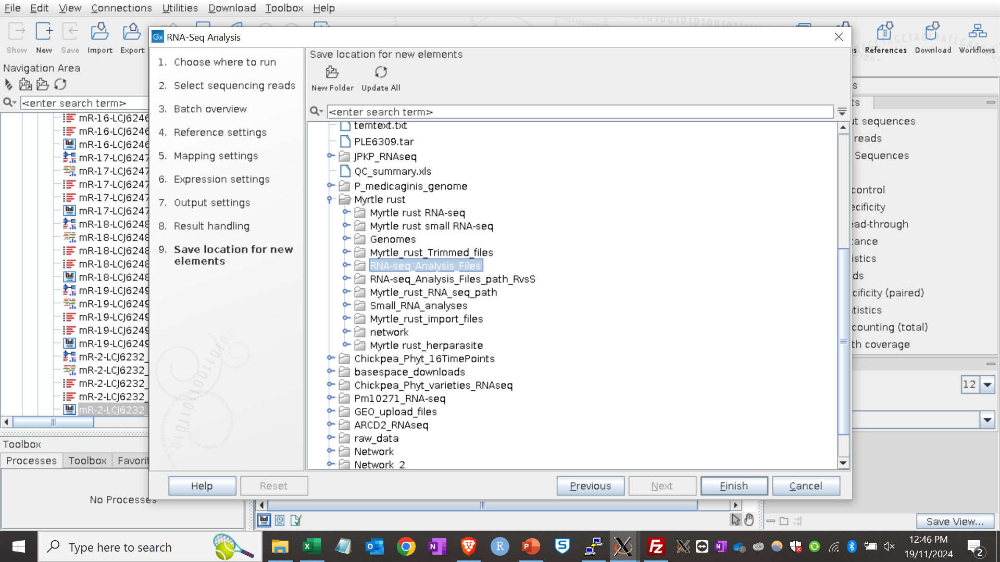 File Edit View Connections Utilities Download Toolbox Help
Show New Save Import Export
References Download Workflows
Gx RNA-Seq Analysis
Navigation Area
<enter search term>
mR-16-LCJ6246
mR-16-LCJ6246
mR-16-LCJ6246
mR-17-LCJ6247
mR-17-LCJ6247
mR-17-LCJ6247
mR-17-LCJ6247
mR-17-LCJ6247
mR-18-LCJ6248
mR-18-LCJ6248
mR-18-LCJ6248
mR-18-LCJ6248
mR-18-LCJ6248
mR-19-LCJ6249
mR-19-LCJ6249
mR-19-LCJ6249
mR-19-LCJ6249
mR-19-LCJ6249
mR-2-LCJ6232_
mR-2-LCJ6232_
mR-2-LCJ6232_
mR-2-LCJ6232_
mR-2-LCJ6232_
Toolbox
Processes Toolbox Favorit
No Processes
1. Choose where to run
2. Select sequencing reads
3. Batch overview
4. Reference settings
5. Mapping settings
6. Expression settings
7. Output settings
8. Result handling
9. Save location for new
elements
Save location for new elements
New Folder Update All
<enter search term>
temtext.txt
PLE6309.tar
JPKP_RNAseq
QC_summary.xls
P_medicaginis_genome
Myrtle rust
Myrtle rust RNA-seq
Myrtle rust small RNA-seq
Genomes
Myrtle_rust_Trimmed_files
RNA-seq_Analysis_Files
RNA-seq_Analysis_Files_path_RvsS
Myrtle_rust_RNA_seq_path
Small_RNA_analyses
Myrtle_rust_import_files
network
Myrtle rust_herparasite
Chickpea_Phyt_16TimePoints
basespace_downloads
Chickpea_Phyt_varieties_RNAseq
Pm10271_RNA-seq
GEO_upload_files
ARCD2_RNAseq
raw_data
Network
Network_2
Help Reset Previous Next Finish Cancel
sequences
reads
Sequences
control
ecificity
ead-through
tance
tistics
ds
cificity (paired)
tistics
counting (total)
th coverage
12
Save View...
Type here to search
12:46 PM
19/11/2024
2